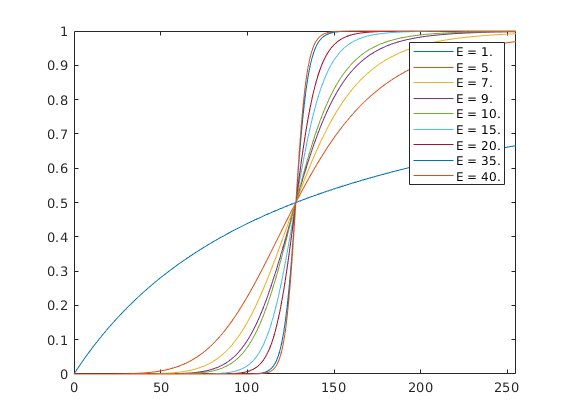 1
0.9
0.8
0.7
0.6
0.5
0.4
0.3
0.2
0.1
0
0 50 100 150 200 250
E = 1.
E = 5.
E = 7.
E = 9.
E = 10.
E = 15.
E = 20.
E = 35.
E = 40.